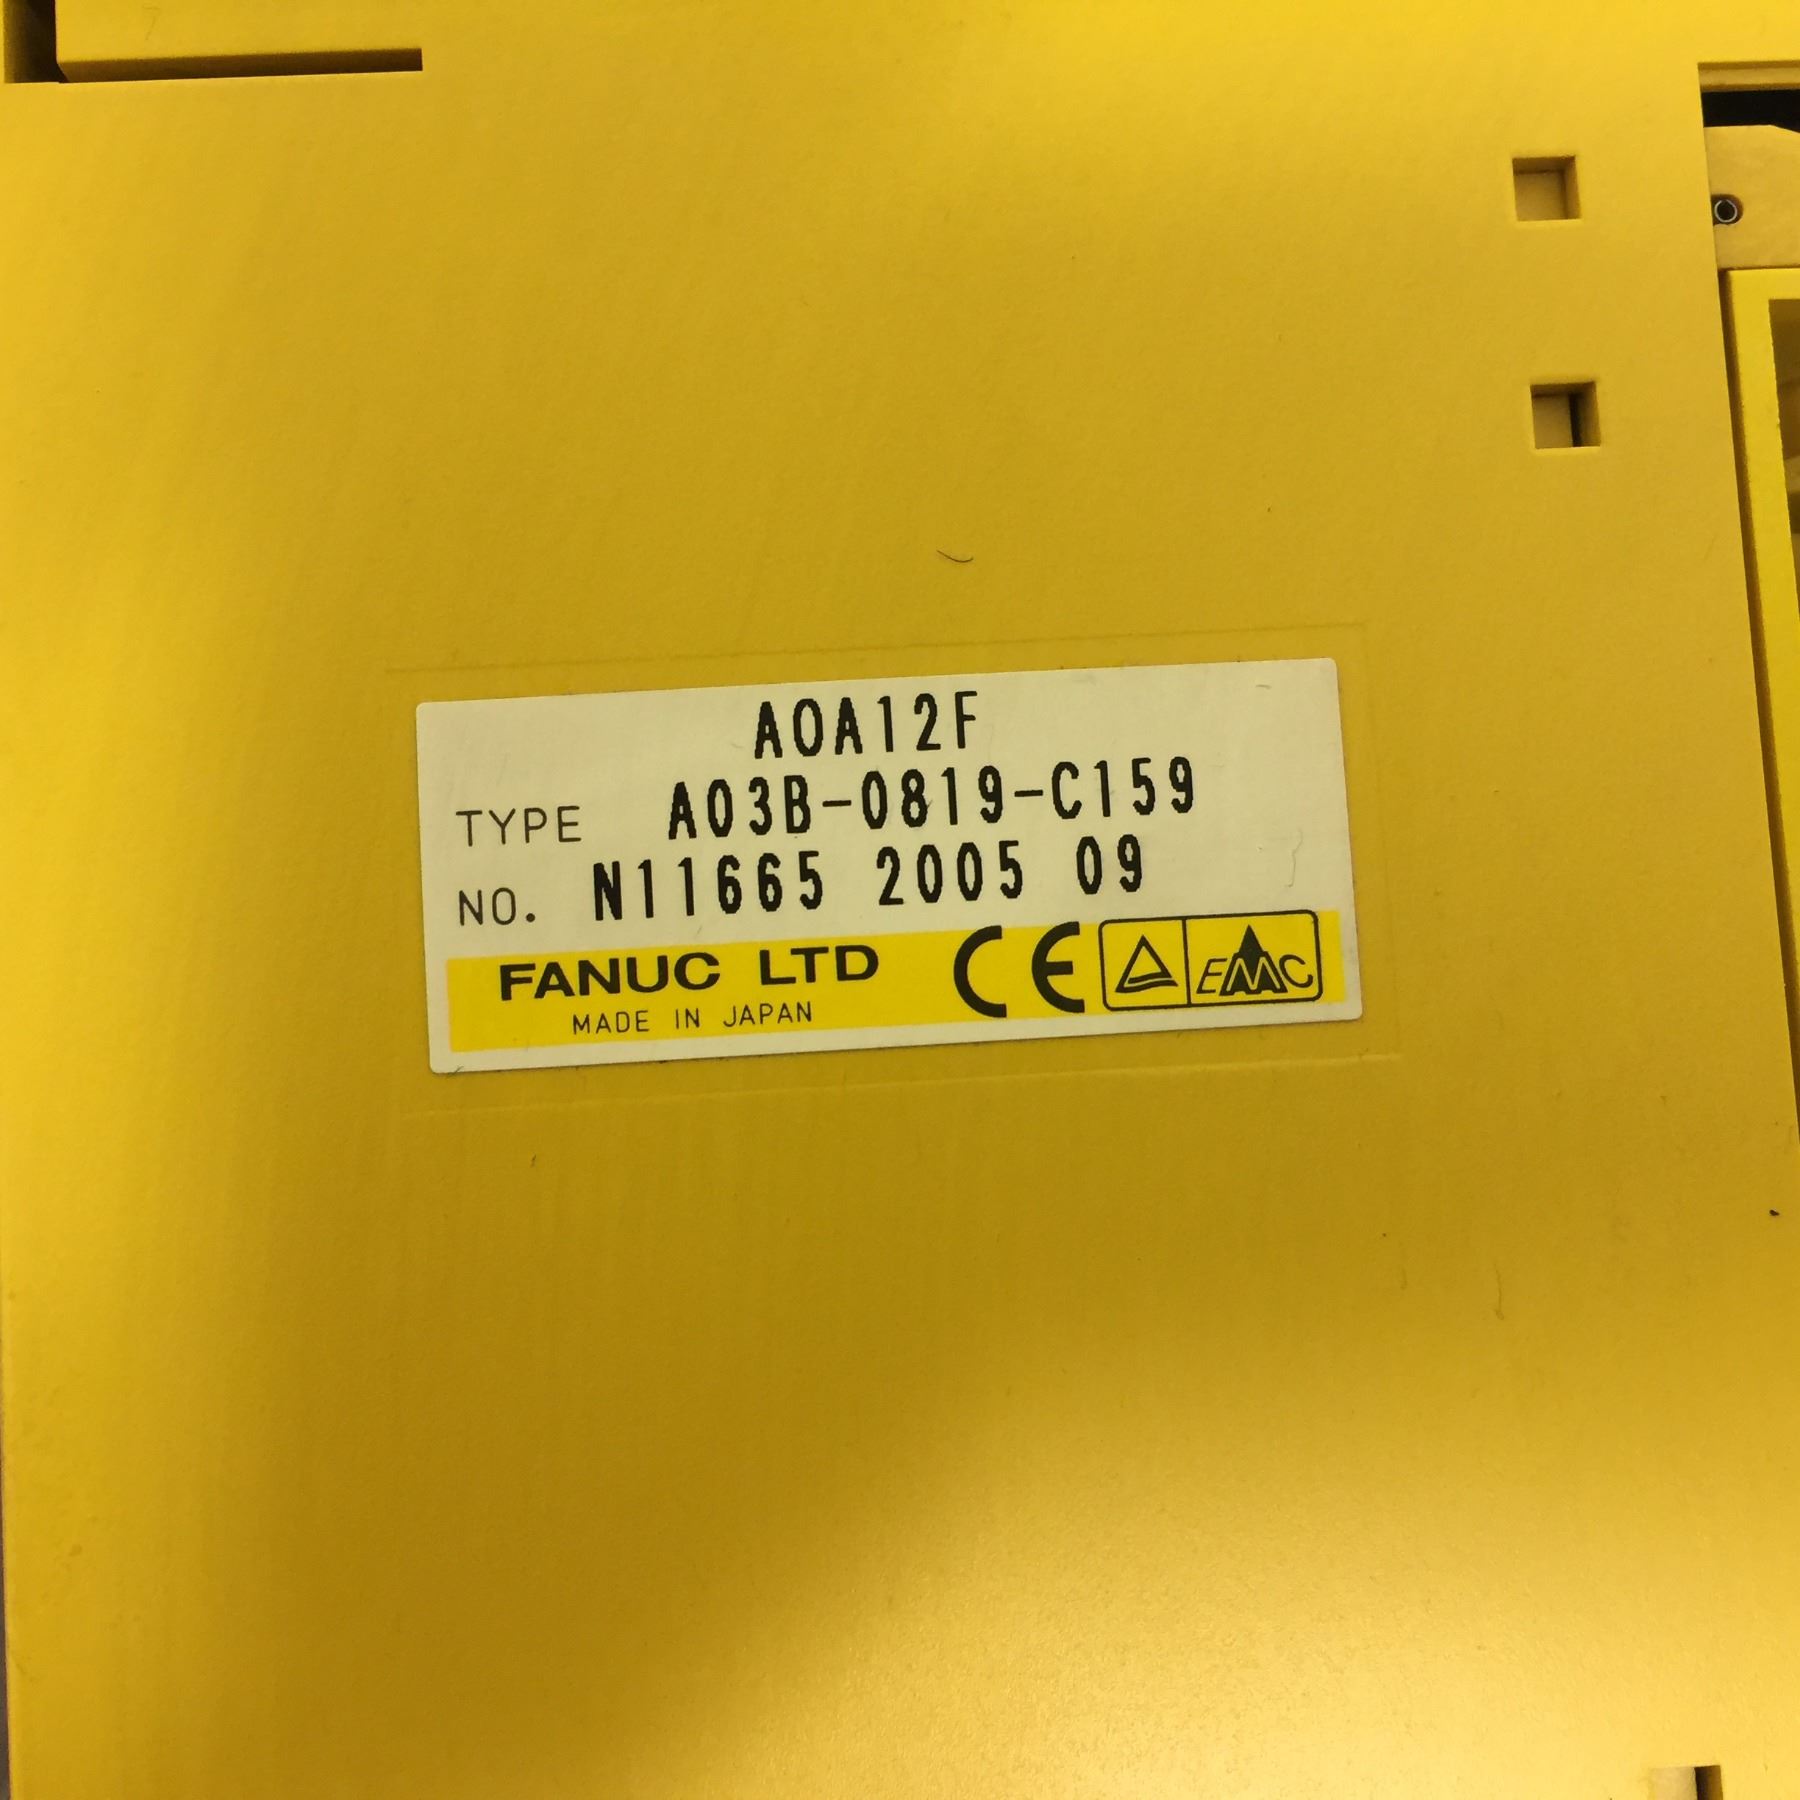 AOA12F
TYPE A03B-0819-C159
NO. N11665 2005 09
FANUC LTD CE EMC
MADE IN JAPAN